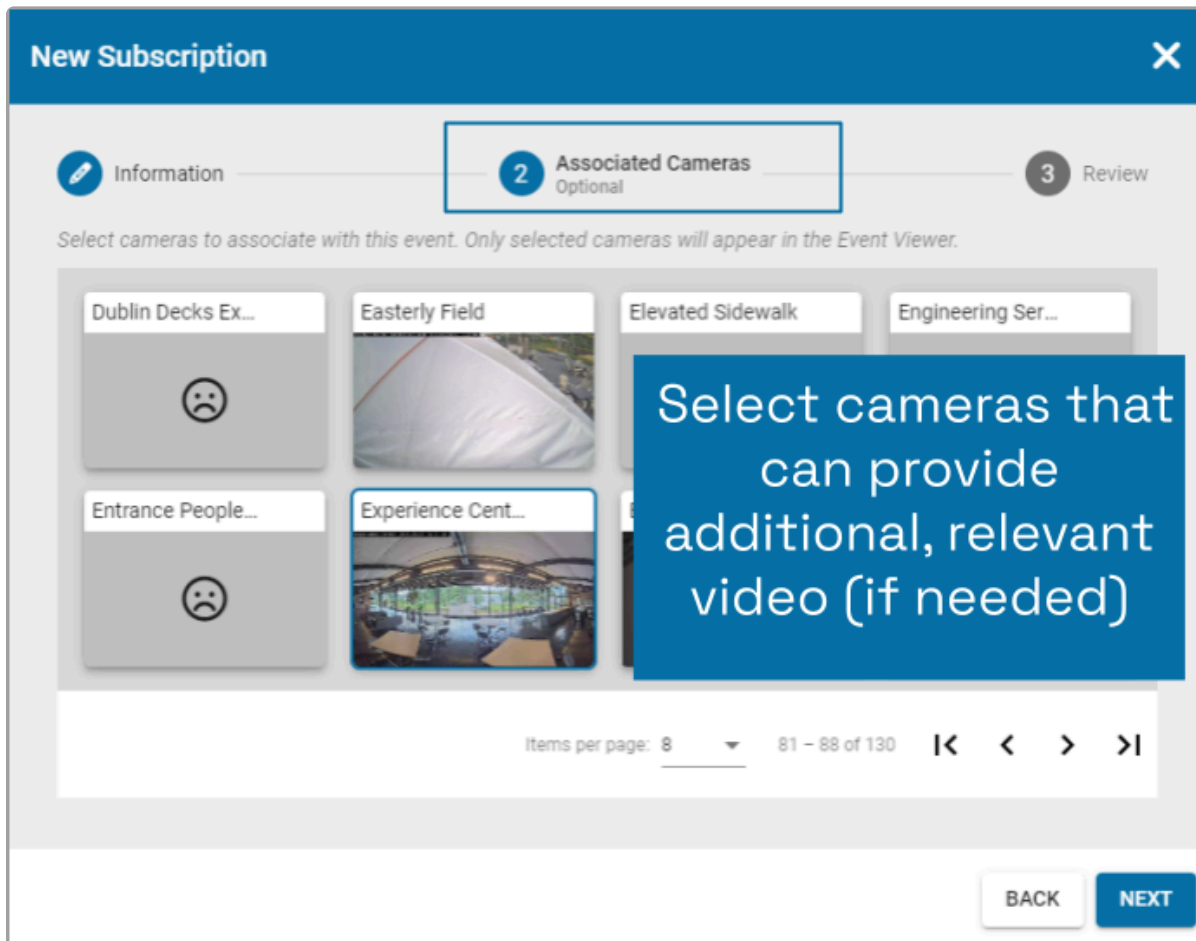 New Subscription
Information
2
Associated Cameras
Optional
3
Review
Select cameras to associate with this event. Only selected cameras will appear in the Event Viewer.
Dublin Decks Ex...
Easterly Field
Elevated Sidewalk
Engineering Ser...
Entrance People...
Experience Cent...
Select cameras that
can provide
additional, relevant
video (if needed)
Items per page: 8
81 – 88 of 130
BACK
NEXT